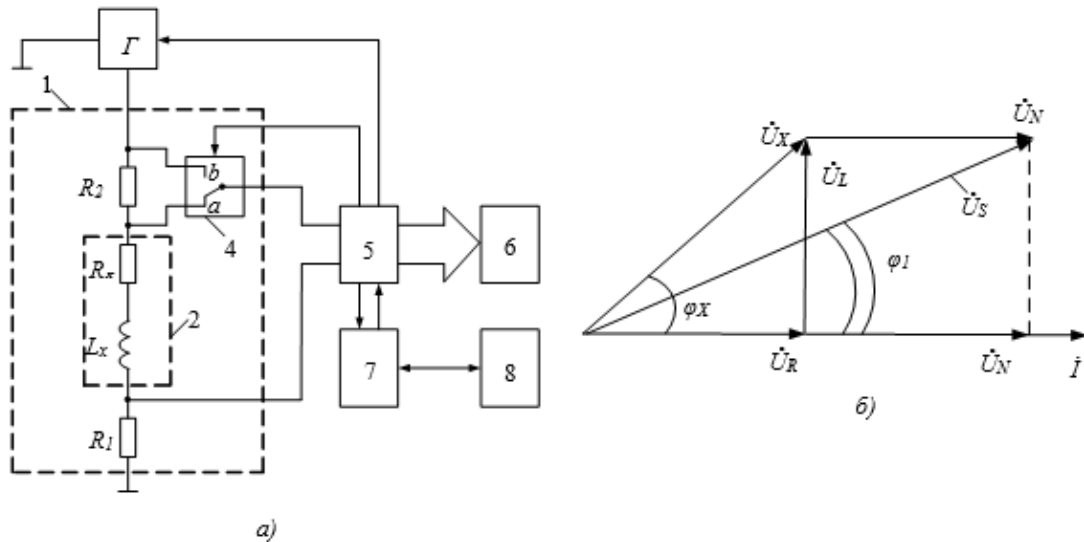 Г
1
b
R2
a
4
5
6
Rx
2
Lx
7
8
R1
а)
U̇X
U̇N
U̇L
U̇S
φ1
φX
U̇R
U̇N
İ
б)